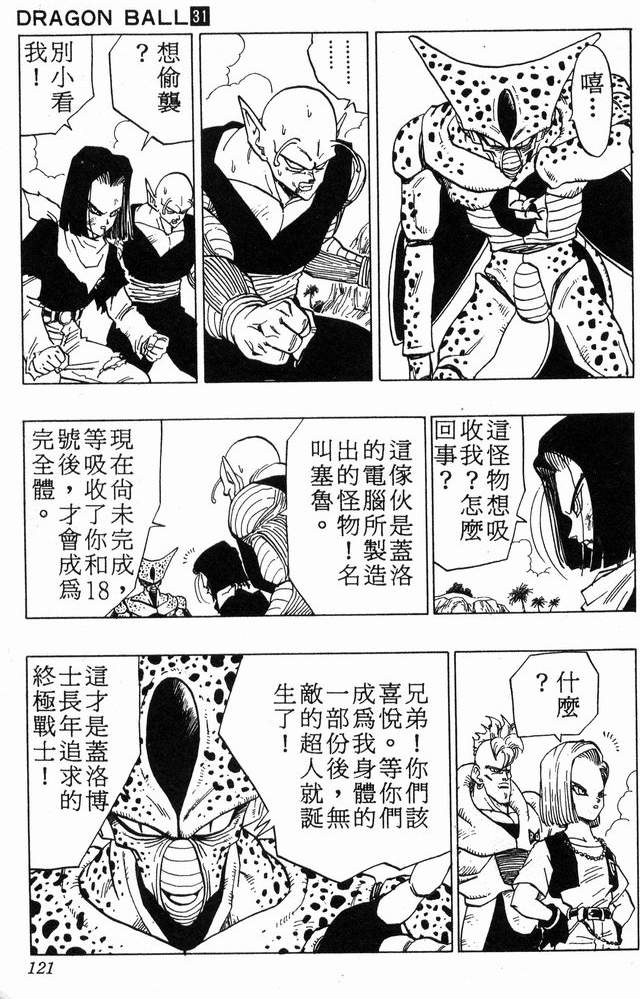 DRAGON BALL 31
嘻…
………
想偷襲
？
別小看
我！
這怪物想吸
收我？怎麼
回事？
這傢伙是蓋洛
的電腦所製造
出的怪物！名
叫塞魯。
現在尚未完成，
等吸收了你和18
號後，才會成為
完全體。
什麼
？
兄弟！你們該
喜悅。等你們
成為我身體的
一部份後，無
敵的超人就誕
生了！
這才是蓋洛博
士長年追求的
終極戰士！
121